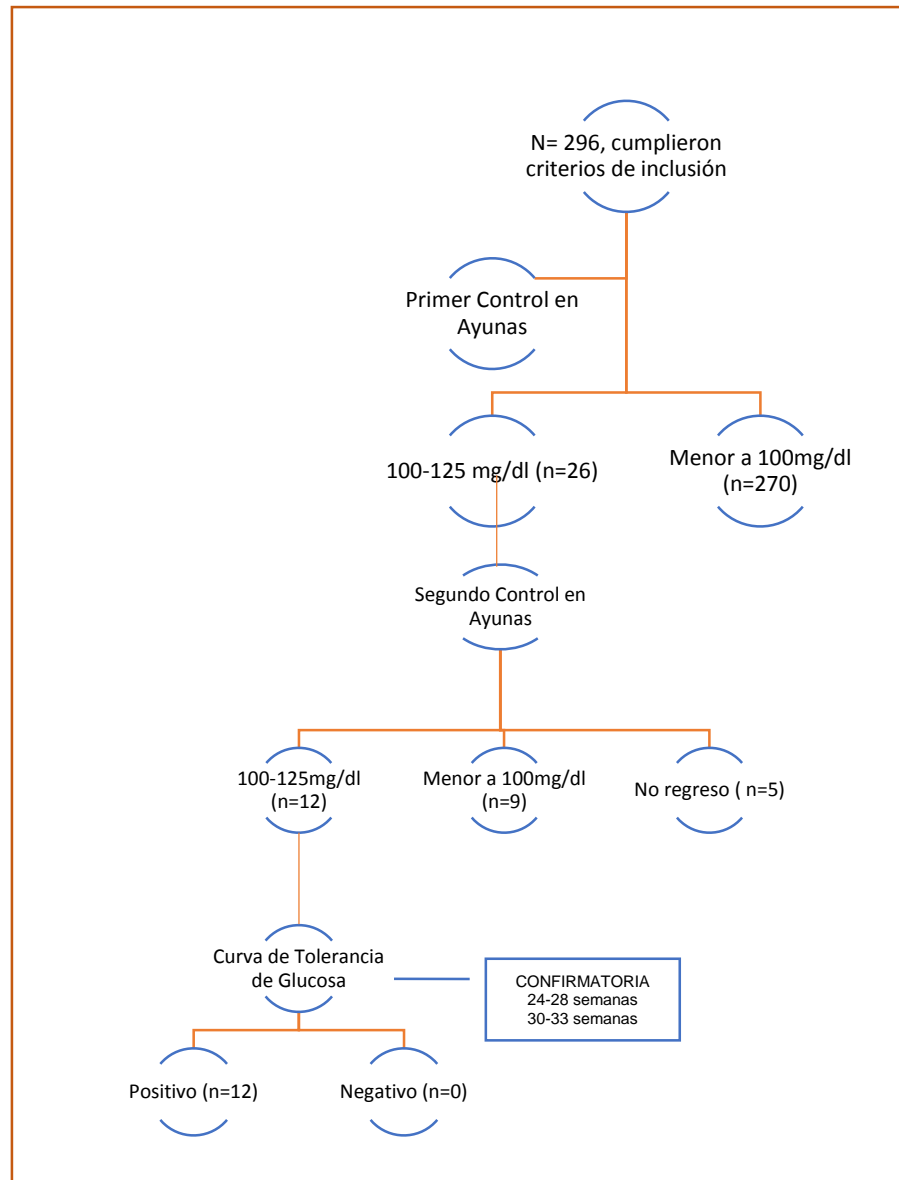 N= 296, cumplieron
criterios de inclusión
Primer Control en
Ayunas
100-125 mg/dl (n=26)
Menor a 100mg/dl
(n=270)
Segundo Control en
Ayunas
100-125mg/dl
(n=12)
Menor a 100mg/dl
(n=9)
No regreso ( n=5)
Curva de Tolerancia
de Glucosa
CONFIRMATORIA
24-28 semanas
30-33 semanas
Positivo (n=12)
Negativo (n=0)